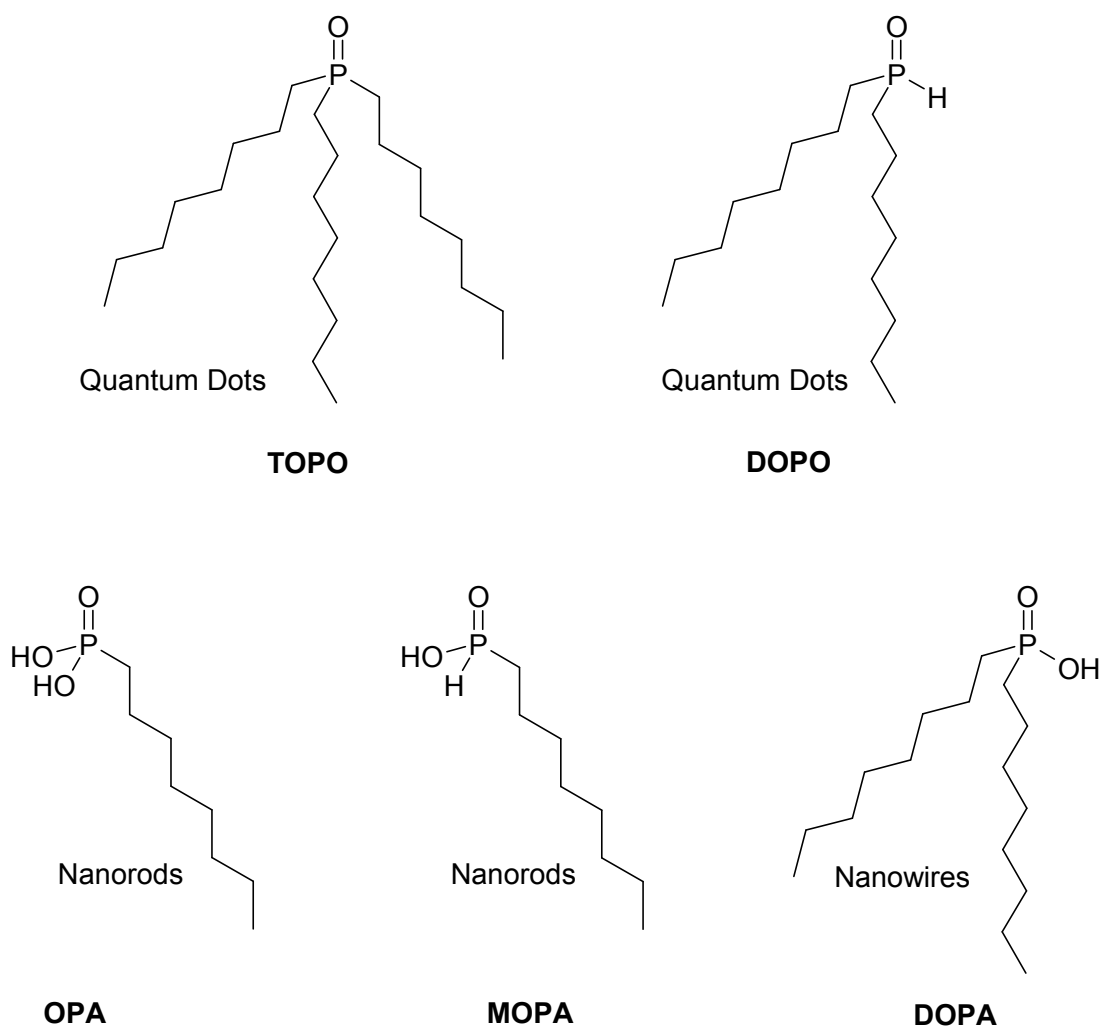 O
P
Quantum Dots
TOPO
O
P
H
Quantum Dots
DOPO
O
P
HO
HO
Nanorods
OPA
O
P
HO
H
Nanorods
MOPA
O
P
OH
Nanowires
DOPA